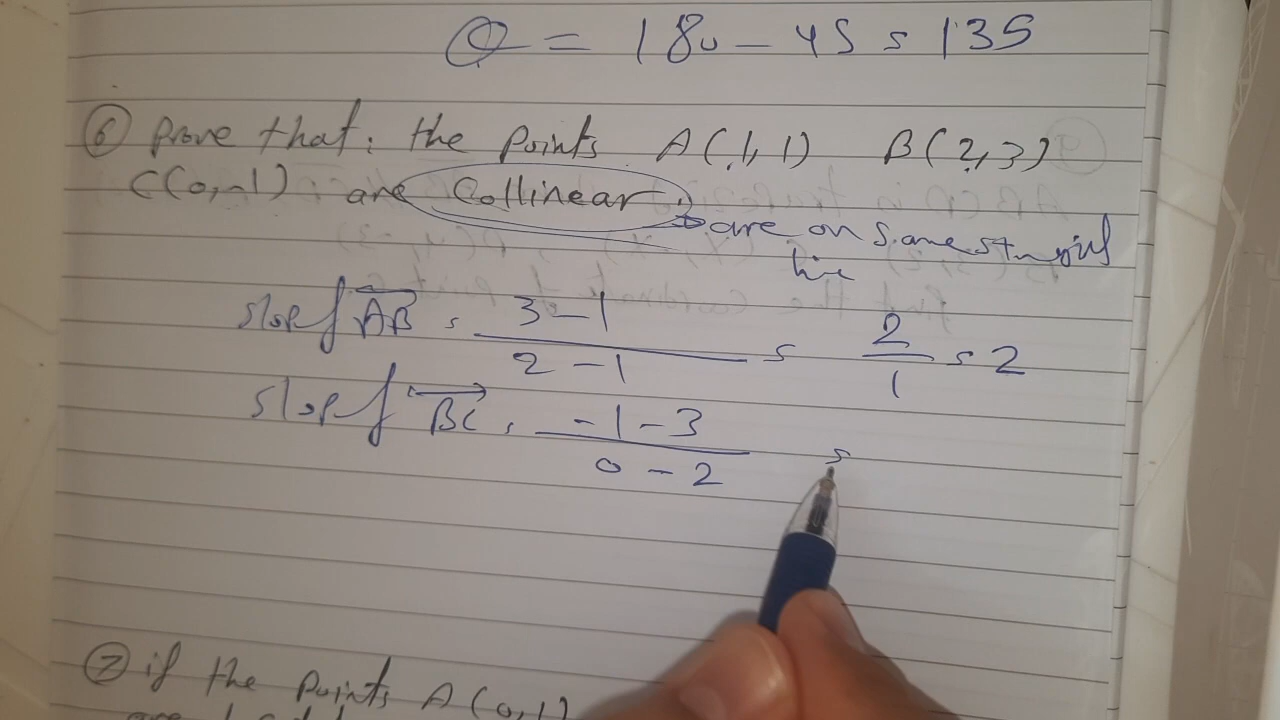 Θ = 180 - 45 = 135
⑥ Prove that: the points A(1,1) B(2,3)
C(0,-1) are Collinear.
are on same straight
line
slope of AB = 3-1 / 2-1 = 2/1 = 2
slope of BC = -1-3 / 0-2 =
⑦ if the points A(0,1)